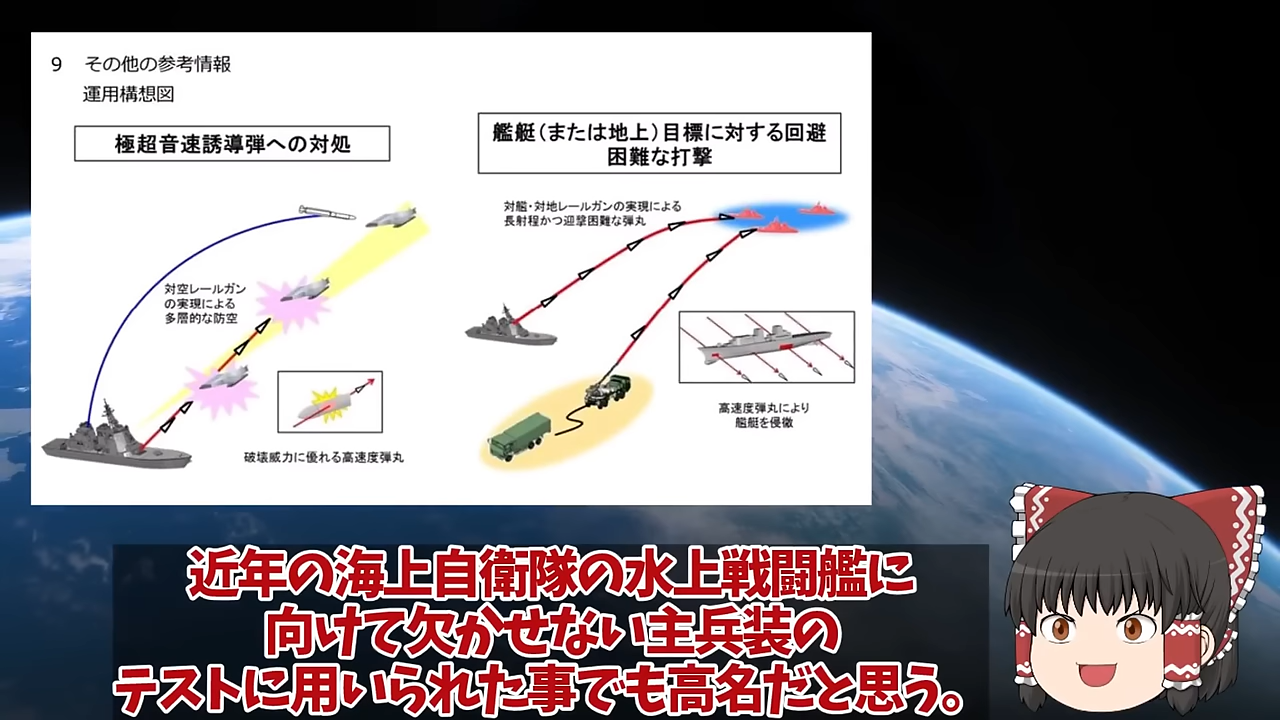 9 その他の参考情報
運用構想図
極超音速誘導弾への対処
艦艇(または地上)目標に対する回避
困難な打撃
対艦・対地レールガンの実現による
長射程かつ迎撃困難な弾丸
対空レールガン
の実現による
多層的な防空
破壊威力に優れる高速度弾丸
高速度弾丸により
艦艇を侵徹
近年の海上自衛隊の水上戦闘艦に
向けて欠かせない主兵装の
テストに用いられた事でも高名だと思う。